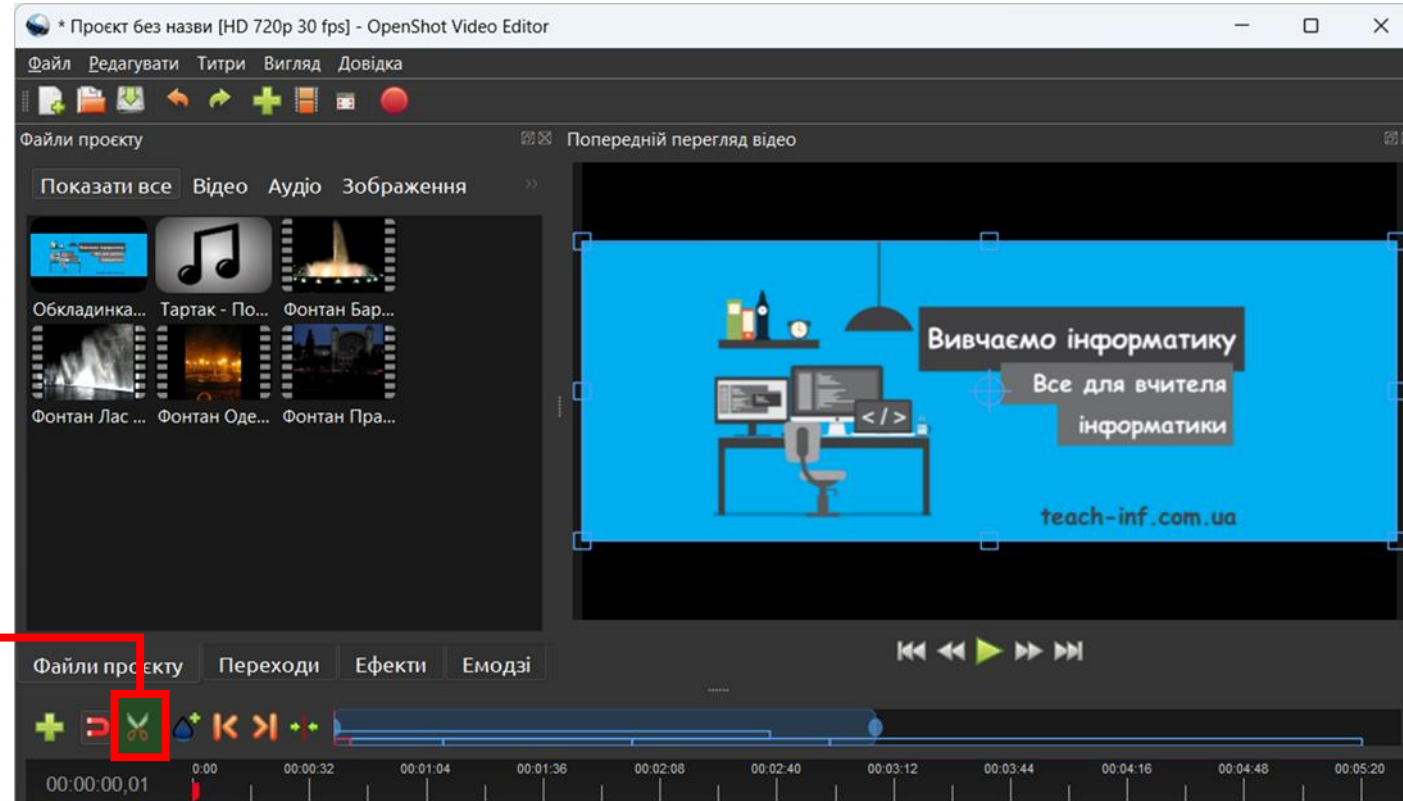 * Проєкт без назви [HD 720p 30 fps] - OpenShot Video Editor
Файл Редагувати Титри Вигляд Довідка
Файли проєкту
Попередній перегляд відео
Показати все Відео Аудіо Зображення
Обкладинка... Тартак - По... Фонтан Бар...
Фонтан Лас ... Фонтан Оде... Фонтан Пра...
Вивчаємо інформатику
Все для вчителя
інформатики
</>
teach-inf.com.ua
Файли проєкту Переходи Ефекти Емодзі
00:00:00,01
0:00 00:00:32 00:01:04 00:01:36 00:02:08 00:02:40 00:03:12 00:03:44 00:04:16 00:04:48 00:05:20